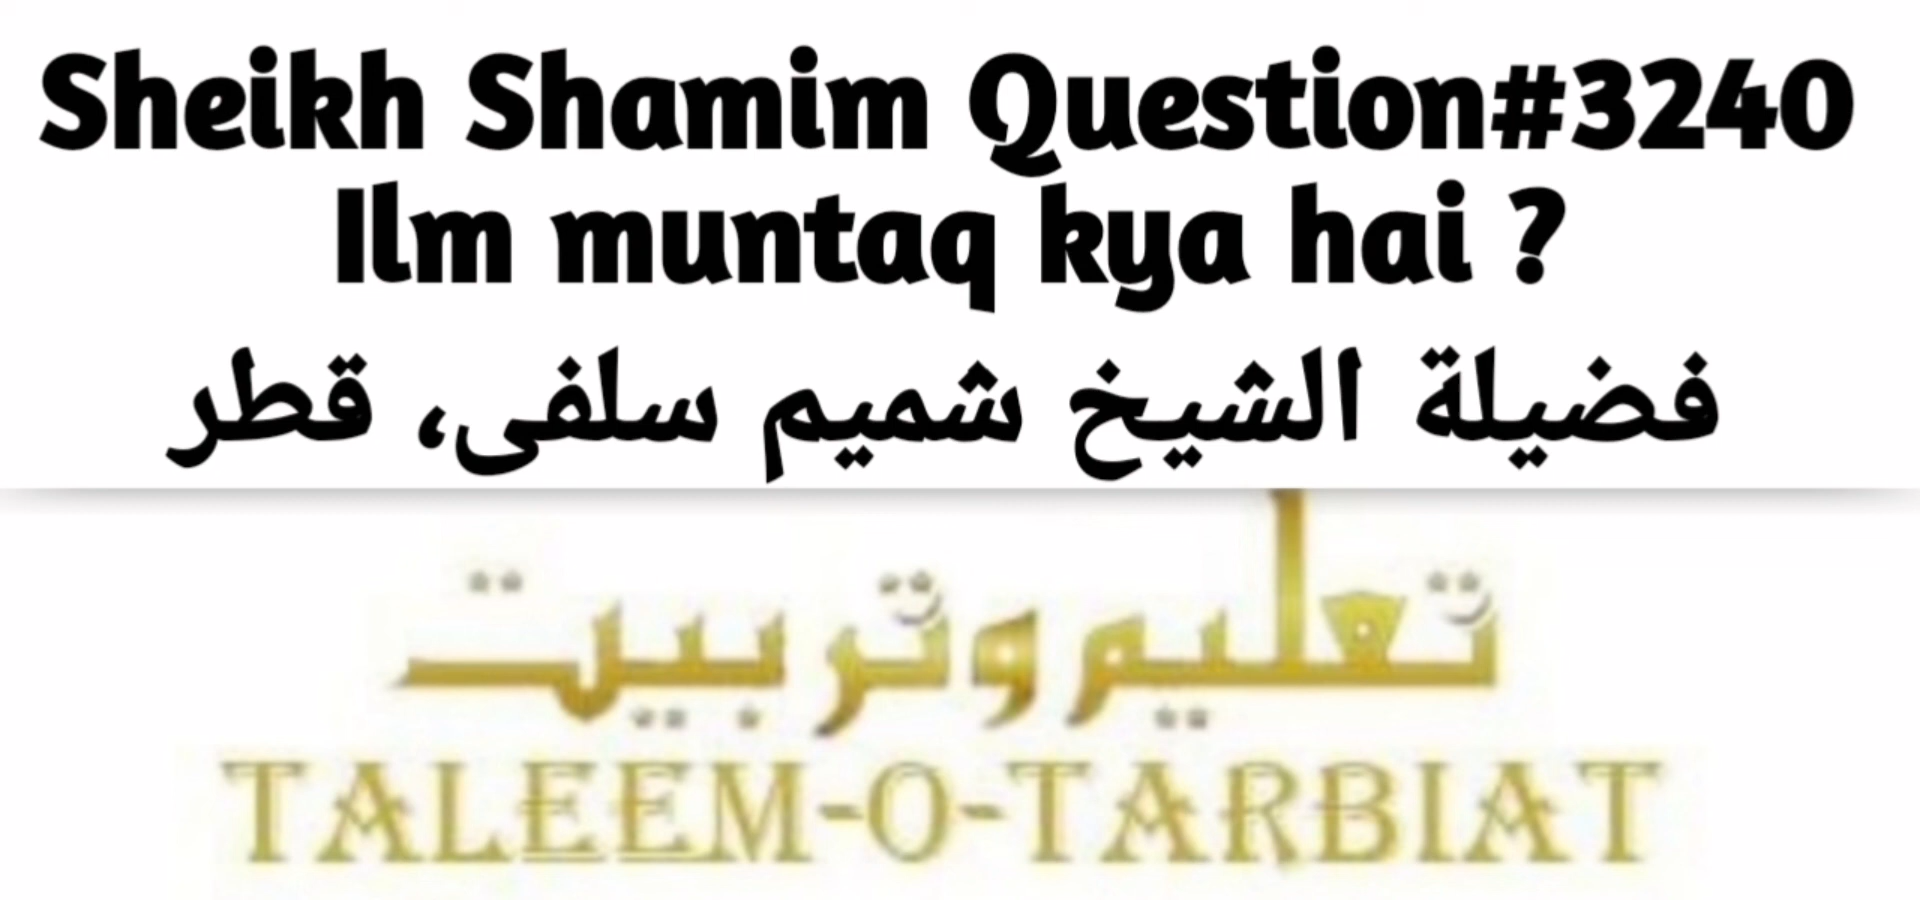 Sheikh Shamim Question#3240
Ilm muntaq kya hai ?
فضيلة الشيخ شميم سلفى، قطر
تعليم وتربيت
TALEEM-O-TARBIAT